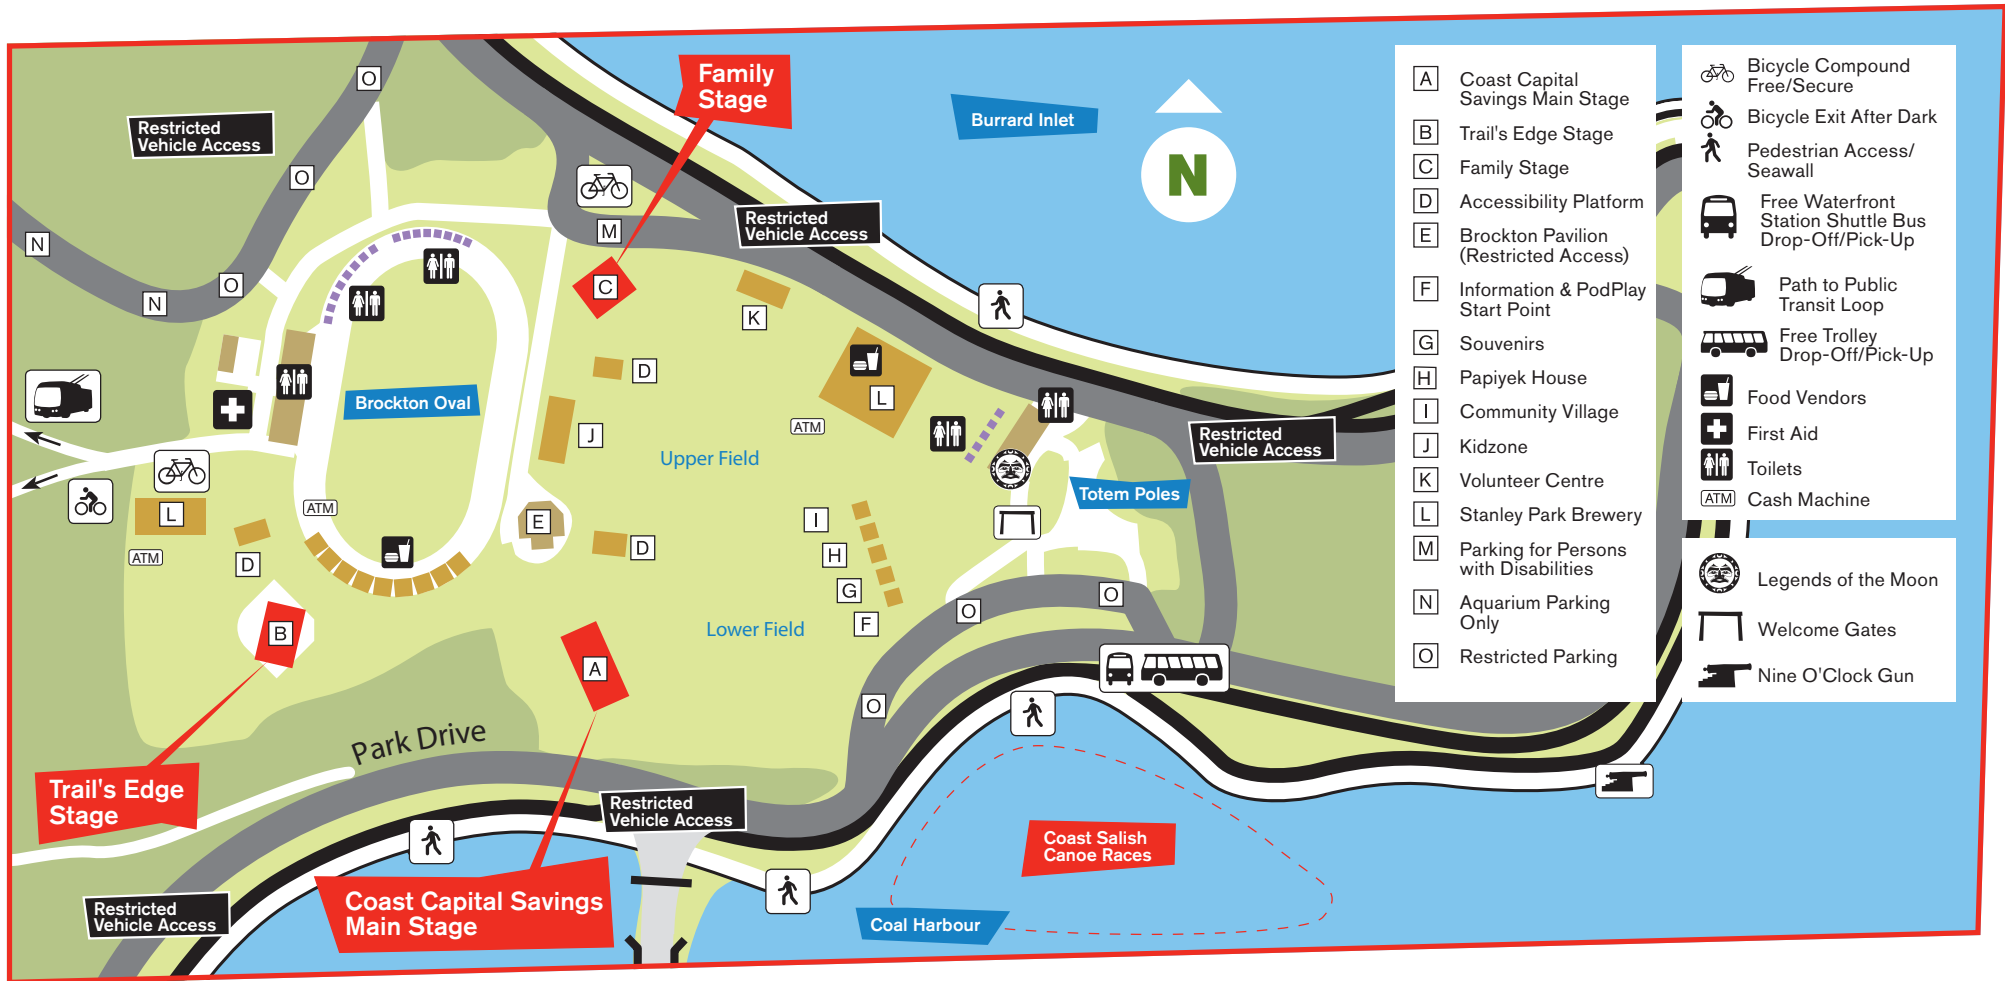 O
Family
Stage
Restricted
Vehicle Access
Burrard Inlet
N
O
N
Restricted
Vehicle Access
M
O
N
C
K
D
L
Brockton Oval
J
ATM
Upper Field
Restricted
Vehicle Access
Totem Poles
L
ATM
E
I
ATM
D
D
H
G
F
O
O
B
Lower Field
A
O
Park Drive
Trail's Edge
Stage
Restricted
Vehicle Access
Coast Salish
Canoe Races
Restricted
Vehicle Access
Coast Capital Savings
Main Stage
Coal Harbour
A Coast Capital
Savings Main Stage
B Trail's Edge Stage
C Family Stage
D Accessibility Platform
E Brockton Pavilion
(Restricted Access)
F Information & PodPlay
Start Point
G Souvenirs
H Papiyek House
I Community Village
J Kidzone
K Volunteer Centre
L Stanley Park Brewery
M Parking for Persons
with Disabilities
N Aquarium Parking
Only
O Restricted Parking
Bicycle Compound
Free/Secure
Bicycle Exit After Dark
Pedestrian Access/
Seawall
Free Waterfront
Station Shuttle Bus
Drop-Off/Pick-Up
Path to Public
Transit Loop
Free Trolley
Drop-Off/Pick-Up
Food Vendors
First Aid
Toilets
ATM Cash Machine
Legends of the Moon
Welcome Gates
Nine O'Clock Gun